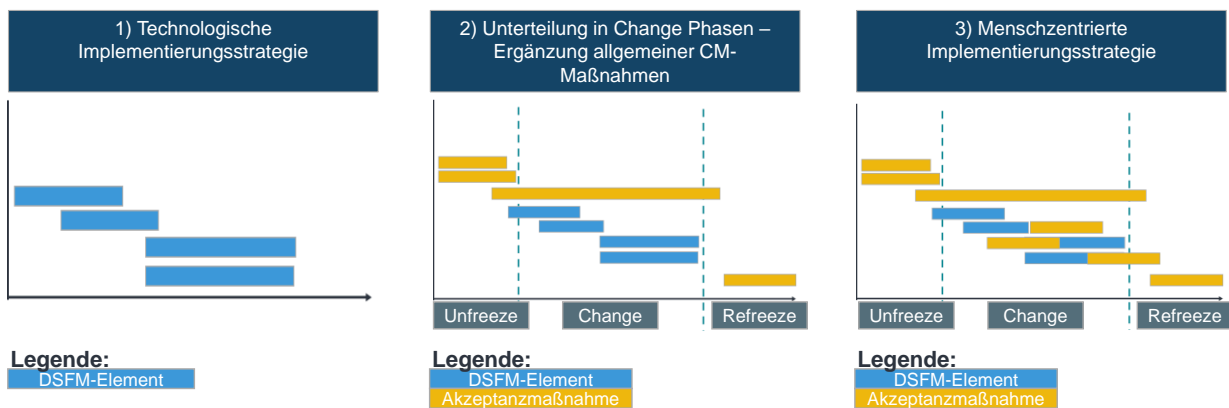 1) Technologische
Implementierungsstrategie
2) Unterteilung in Change Phasen –
Ergänzung allgemeiner CM-
Maßnahmen
3) Menschzentrierte
Implementierungsstrategie
Unfreeze
Change
Refreeze
Unfreeze
Change
Refreeze
Legende:
DSFM-Element
Legende:
DSFM-Element
Akzeptanzmaßnahme
Legende:
DSFM-Element
Akzeptanzmaßnahme